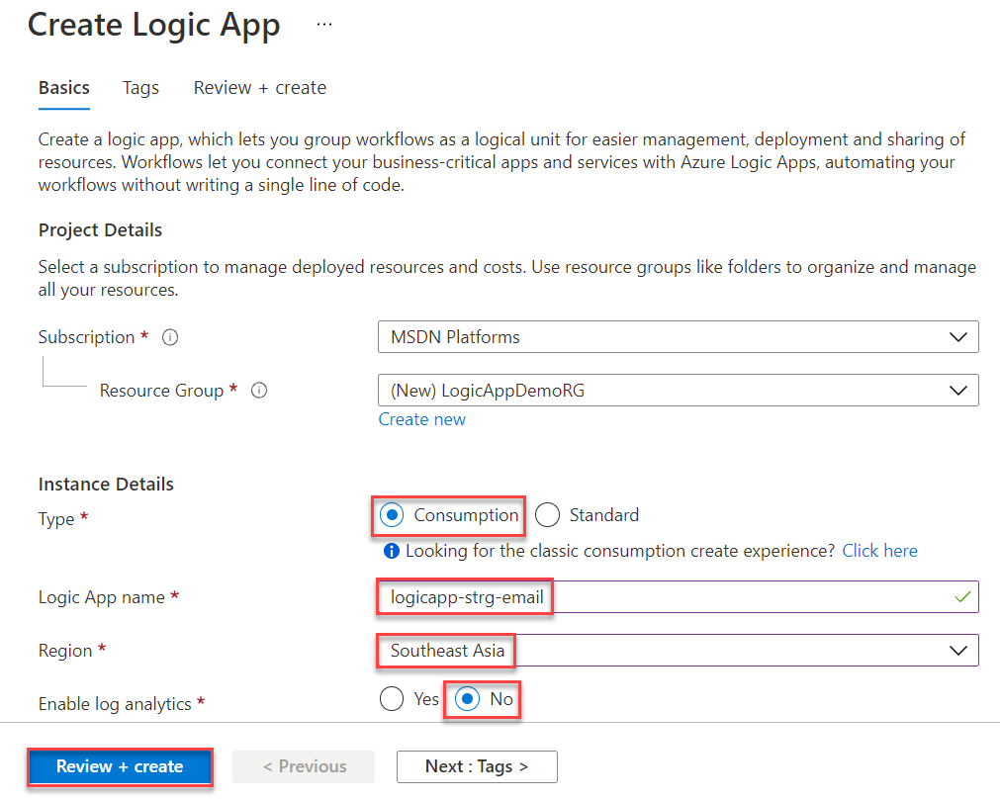 Create Logic App ...
Basics Tags Review + create
Create a logic app, which lets you group workflows as a logical unit for easier management, deployment and sharing of
resources. Workflows let you connect your business-critical apps and services with Azure Logic Apps, automating your
workflows without writing a single line of code.
Project Details
Select a subscription to manage deployed resources and costs. Use resource groups like folders to organize and manage
all your resources.
Subscription * MSDN Platforms
Resource Group * (New) LogicAppDemoRG
Create new
Instance Details
Type * Consumption Standard
Looking for the classic consumption create experience? Click here
Logic App name * logicapp-strg-email
Region * Southeast Asia
Enable log analytics * Yes No
Review + create < Previous Next : Tags >